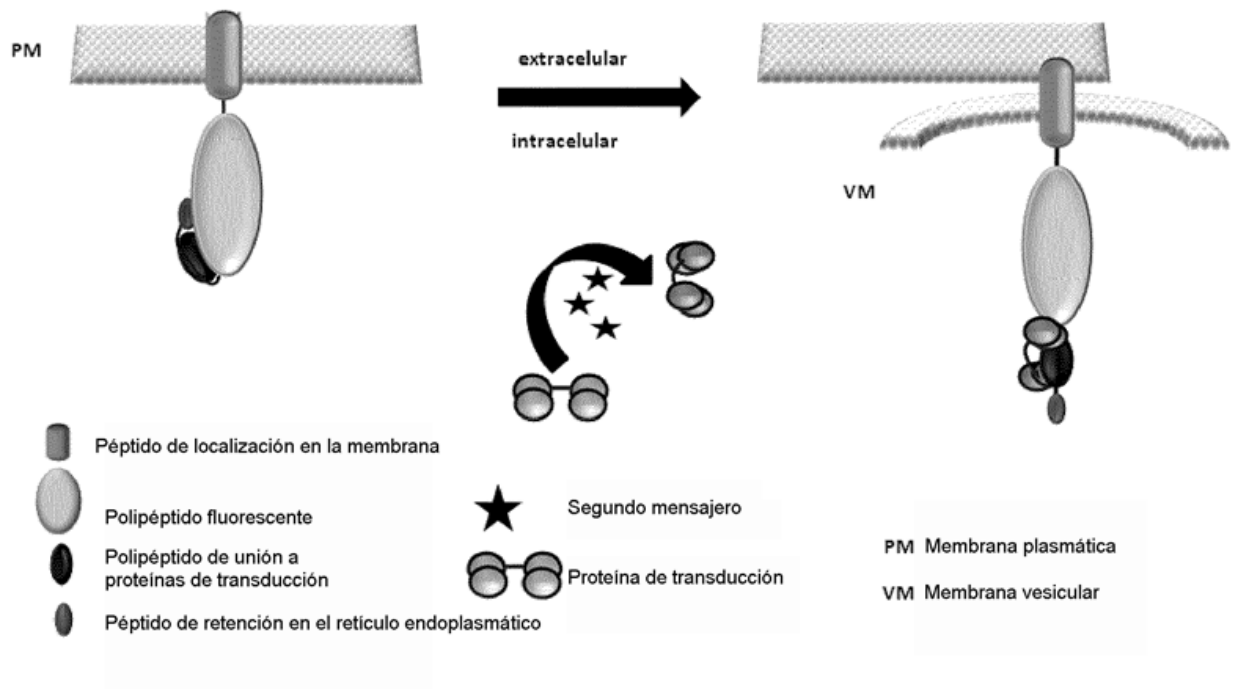 PM
extracelular
intracelular
VM
Péptido de localización en la membrana
Polipéptido fluorescente
Polipéptido de unión a
proteínas de transducción
Péptido de retención en el retículo endoplasmático
Segundo mensajero
Proteína de transducción
PM Membrana plasmática
VM Membrana vesicular